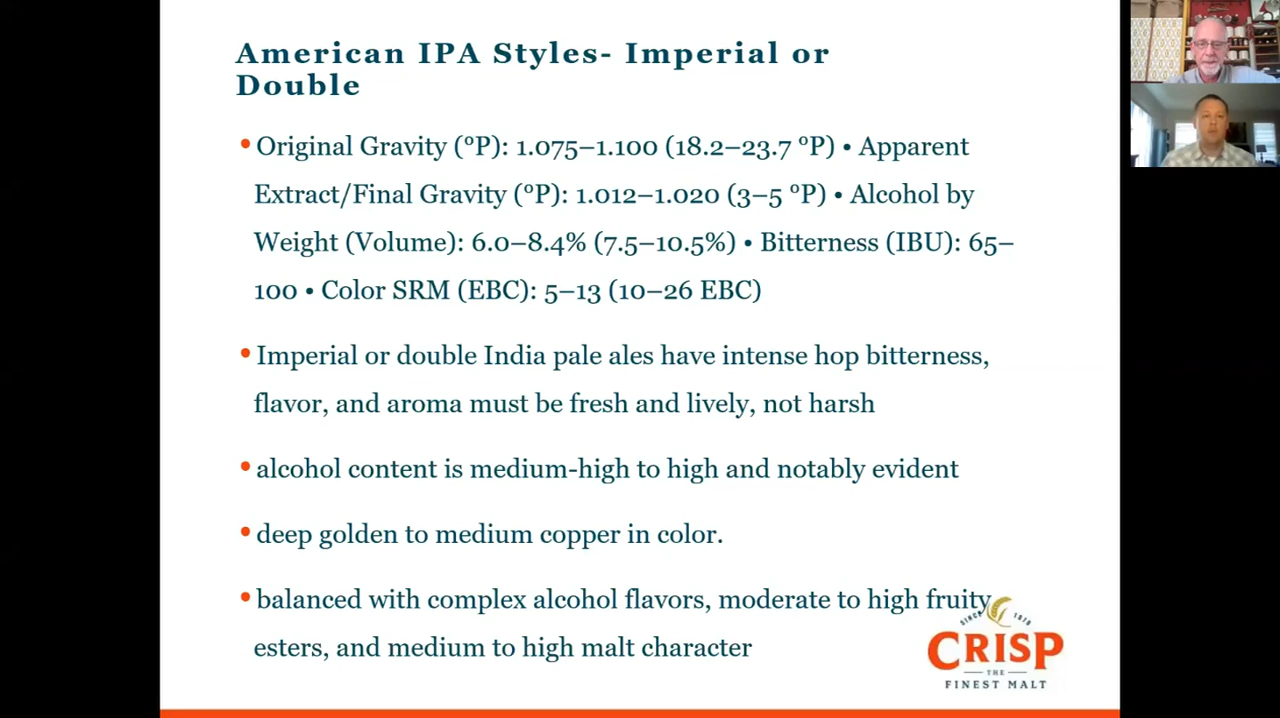 American IPA Styles- Imperial or
Double
•Original Gravity (°P): 1.075–1.100 (18.2–23.7 °P) • Apparent
Extract/Final Gravity (°P): 1.012–1.020 (3–5 °P) • Alcohol by
Weight (Volume): 6.0–8.4% (7.5–10.5%) • Bitterness (IBU): 65–
100 • Color SRM (EBC): 5–13 (10–26 EBC)
•Imperial or double India pale ales have intense hop bitterness,
flavor, and aroma must be fresh and lively, not harsh
•alcohol content is medium-high to high and notably evident
•deep golden to medium copper in color.
•balanced with complex alcohol flavors, moderate to high fruity
esters, and medium to high malt character
SINCE 1870
CRISP
THE
FINEST MALT